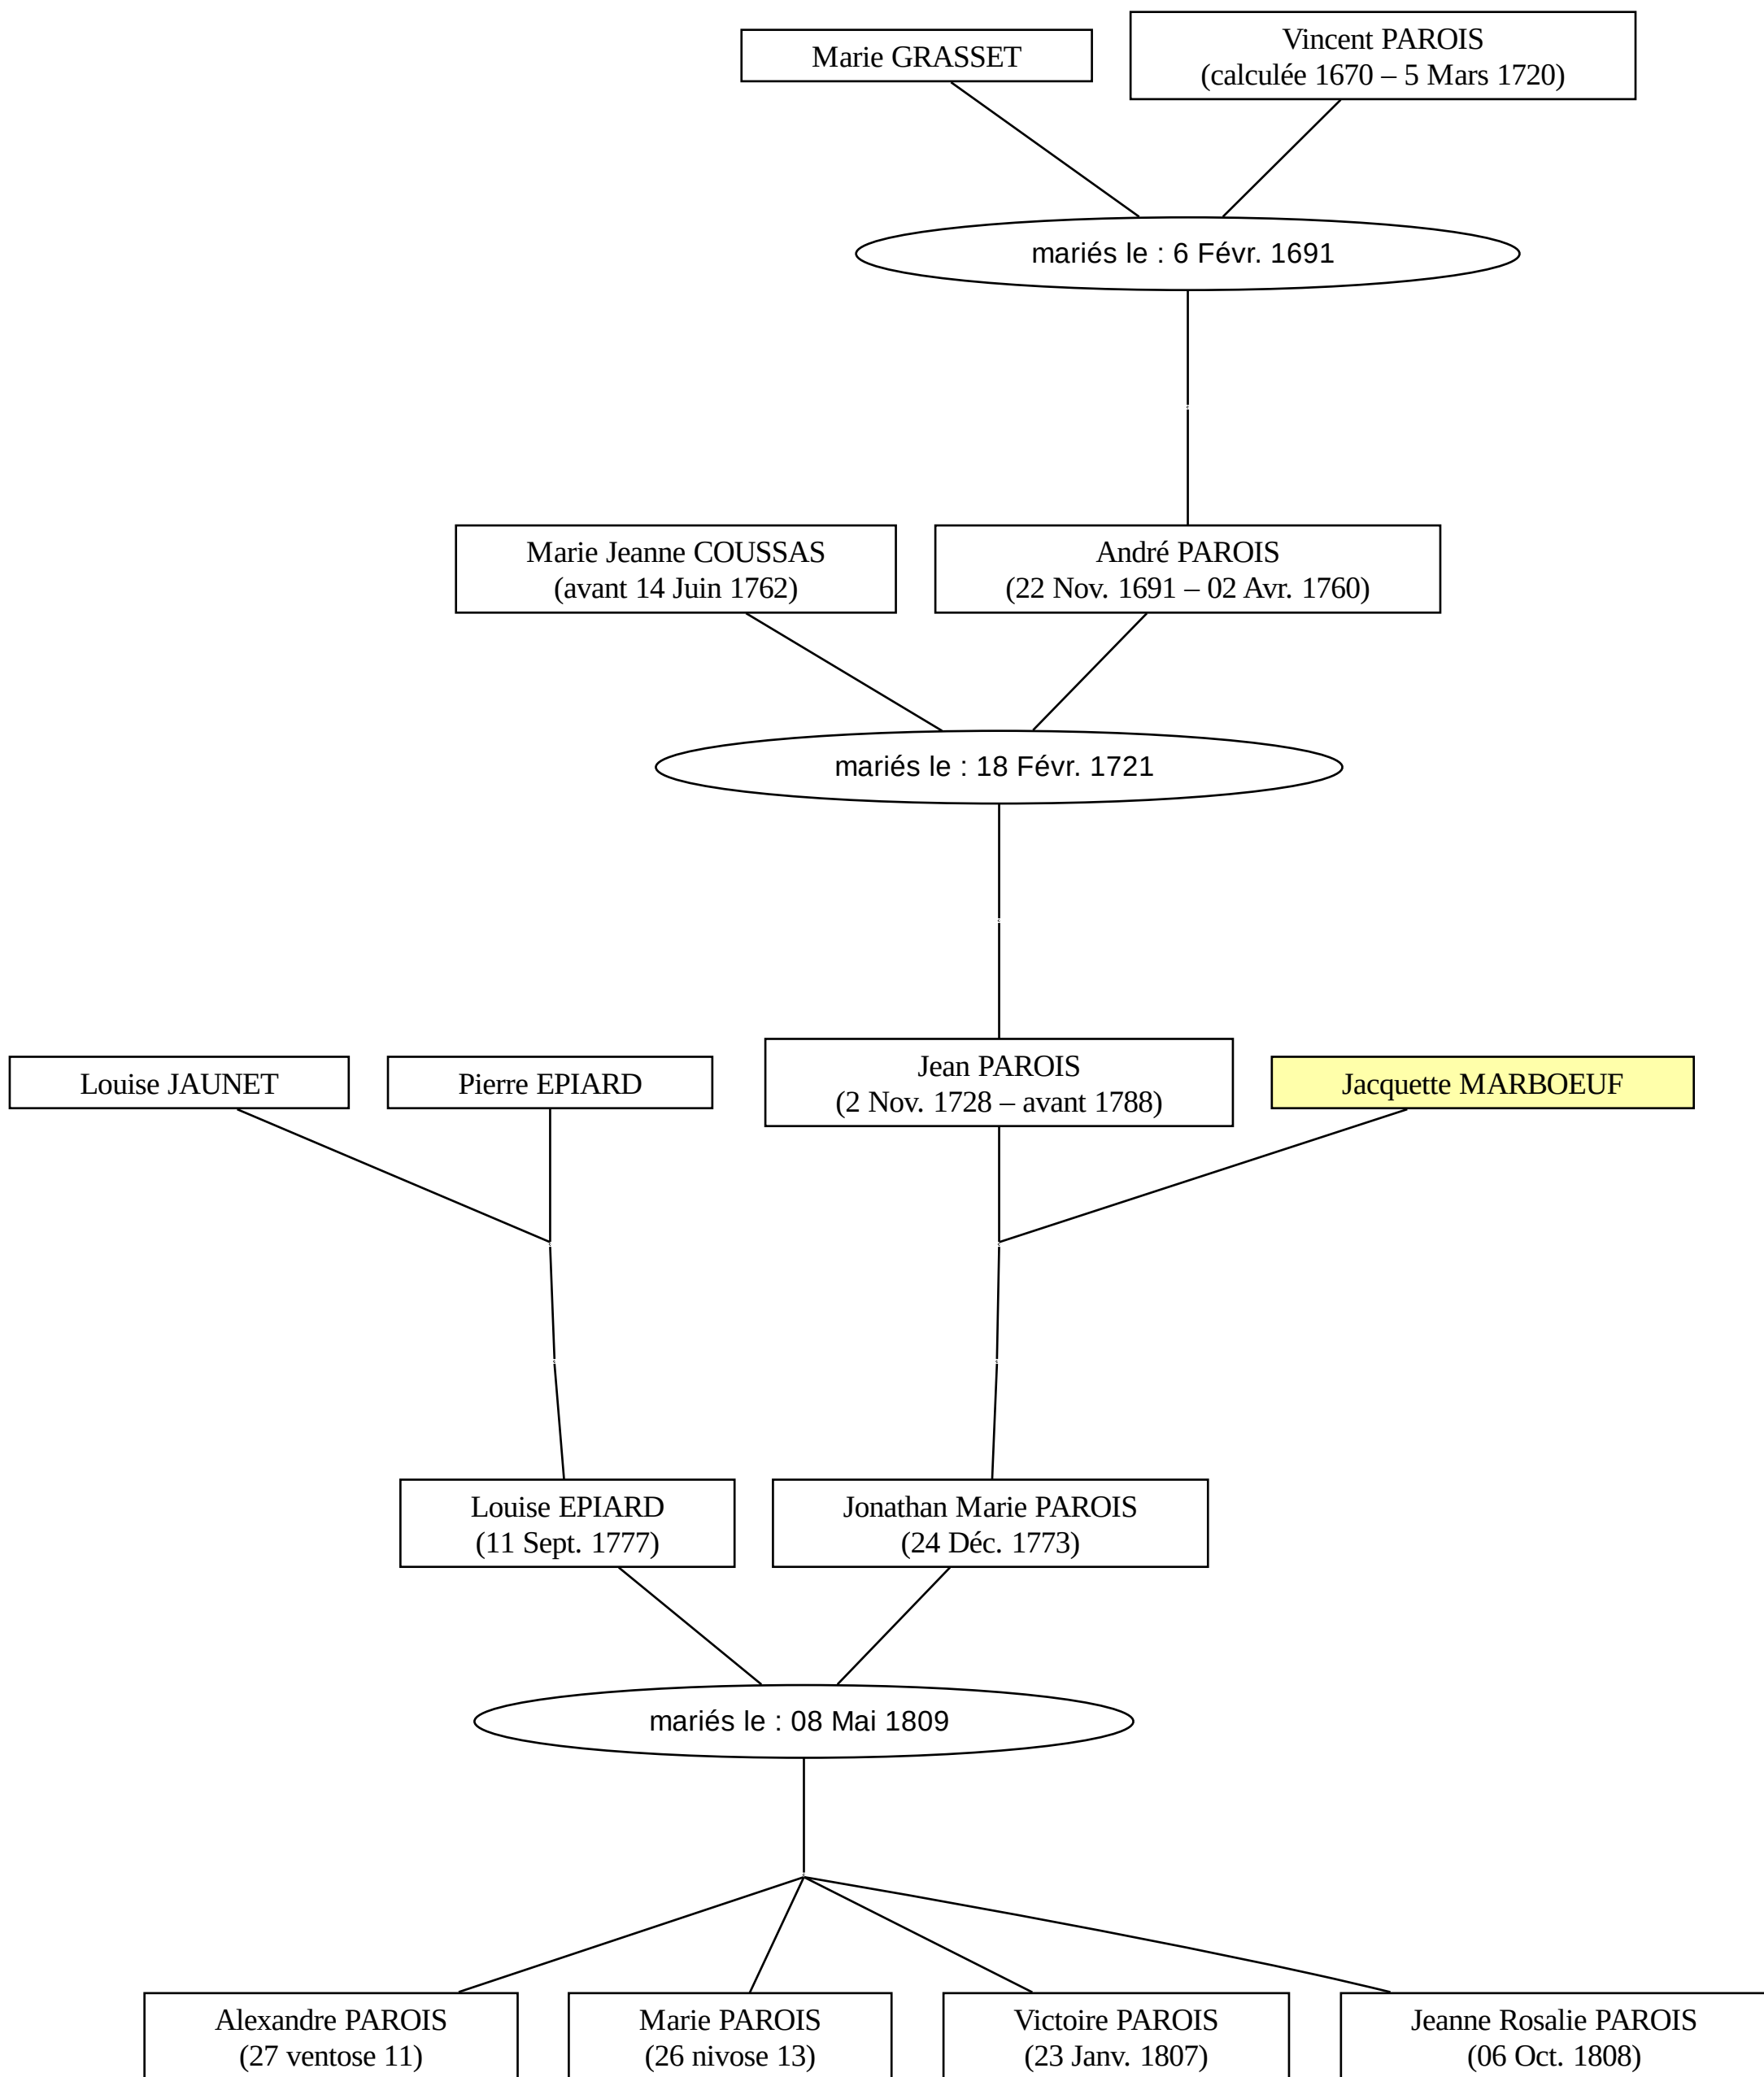 Marie GRASSET
Vincent PAROIS
(calculée 1670 – 5 Mars 1720)
mariés le : 6 Févr. 1691
Marie Jeanne COUSSAS
(avant 14 Juin 1762)
André PAROIS
(22 Nov. 1691 – 02 Avr. 1760)
mariés le : 18 Févr. 1721
Louise JAUNET
Pierre EPIARD
Jean PAROIS
(2 Nov. 1728 – avant 1788)
Jacquette MARBOEUF
Louise EPIARD
(11 Sept. 1777)
Jonathan Marie PAROIS
(24 Déc. 1773)
mariés le : 08 Mai 1809
Alexandre PAROIS
(27 ventose 11)
Marie PAROIS
(26 nivose 13)
Victoire PAROIS
(23 Janv. 1807)
Jeanne Rosalie PAROIS
(06 Oct. 1808)